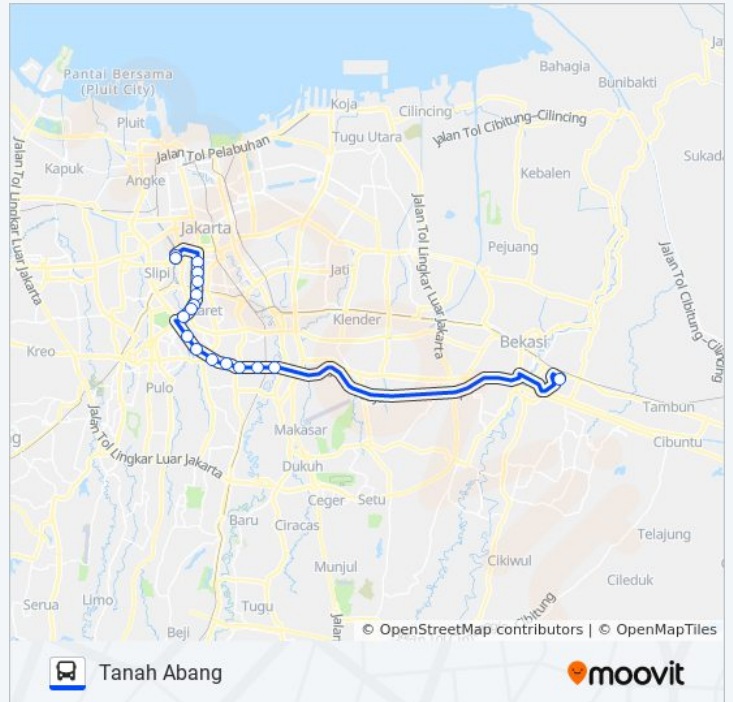 Bahagia
Bunibakti
Pantai Bersama
(Pluit City)
Pluit
Koja
Cilincing
Tugu Utara
Jalan Tol Cibitung-Cilincing
Jalan Tol Pelabuhan
Sukada
Kapuk
Angke
Kebalen
Jalan Tol Lingkar Luar Jakarta
Jalan Tol Lingkar Luar Jakarta
Jakarta
Pejuang
Jalan Tol Cibitung-Cilincing
Slipi
Jati
Klender
Bekasi
Kreo
Pulo
Tambun
Makasar
Cibuntu
Jalan Tol Lingkar Luar Jakarta
Dukuh
Ceger
Setu
Baru
Ciracas
Telajung
Munjul
Cikiwul
Cileduk
Serua
Limo
Tugu
Jalan
Beji
© OpenStreetMap contributors | © OpenMapTiles
Tanah Abang
moovit